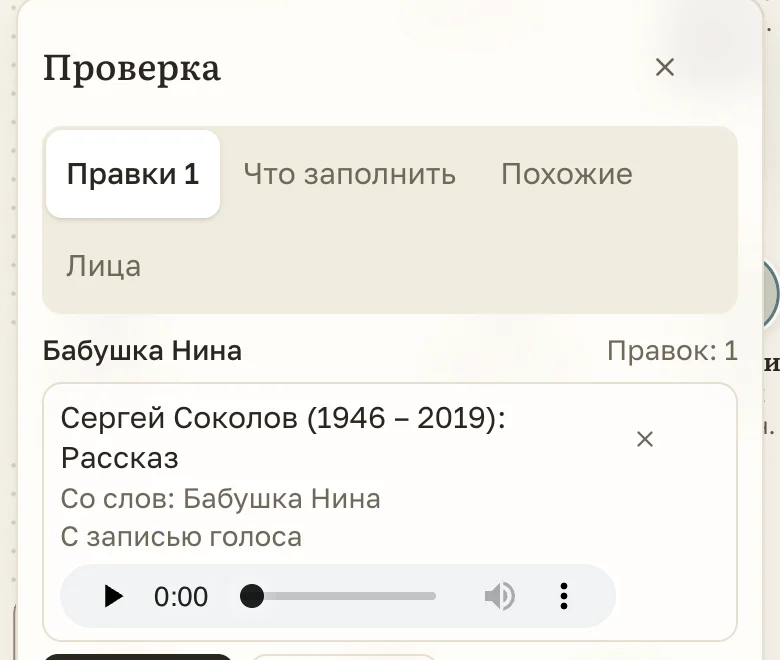 Проверка
Правки 1
Что заполнить
Похожие
Лица
Бабушка Нина
Правок: 1
Сергей Соколов (1946 – 2019):
Рассказ
Со слов: Бабушка Нина
С записью голоса
0:00